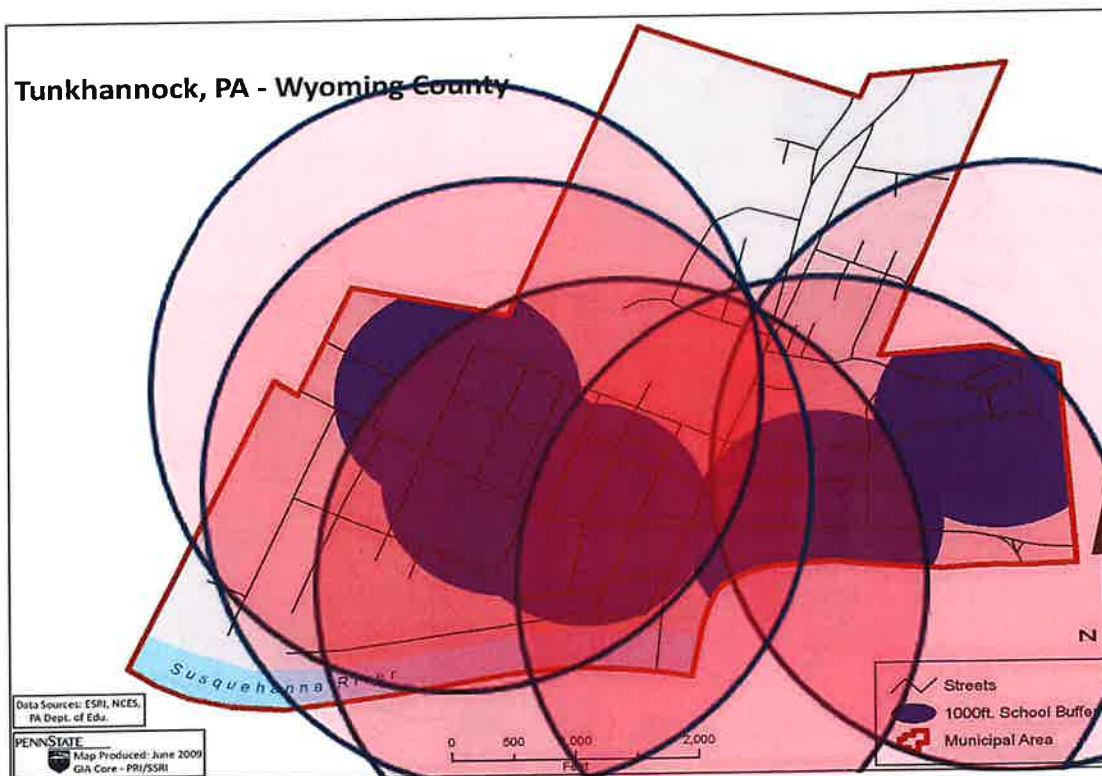 Tunkhannock, PA - Wyoming County
Susquehanna River
Data Sources: ESRI, NCES,
PA Dept. of Edu.
PENNSTATE
Map Produced: June 2009
GIA Core - PRI/SSRI
0 500 ,000 2,000
Feet
N
Streets
1000ft. School Buffer
Municipal Area